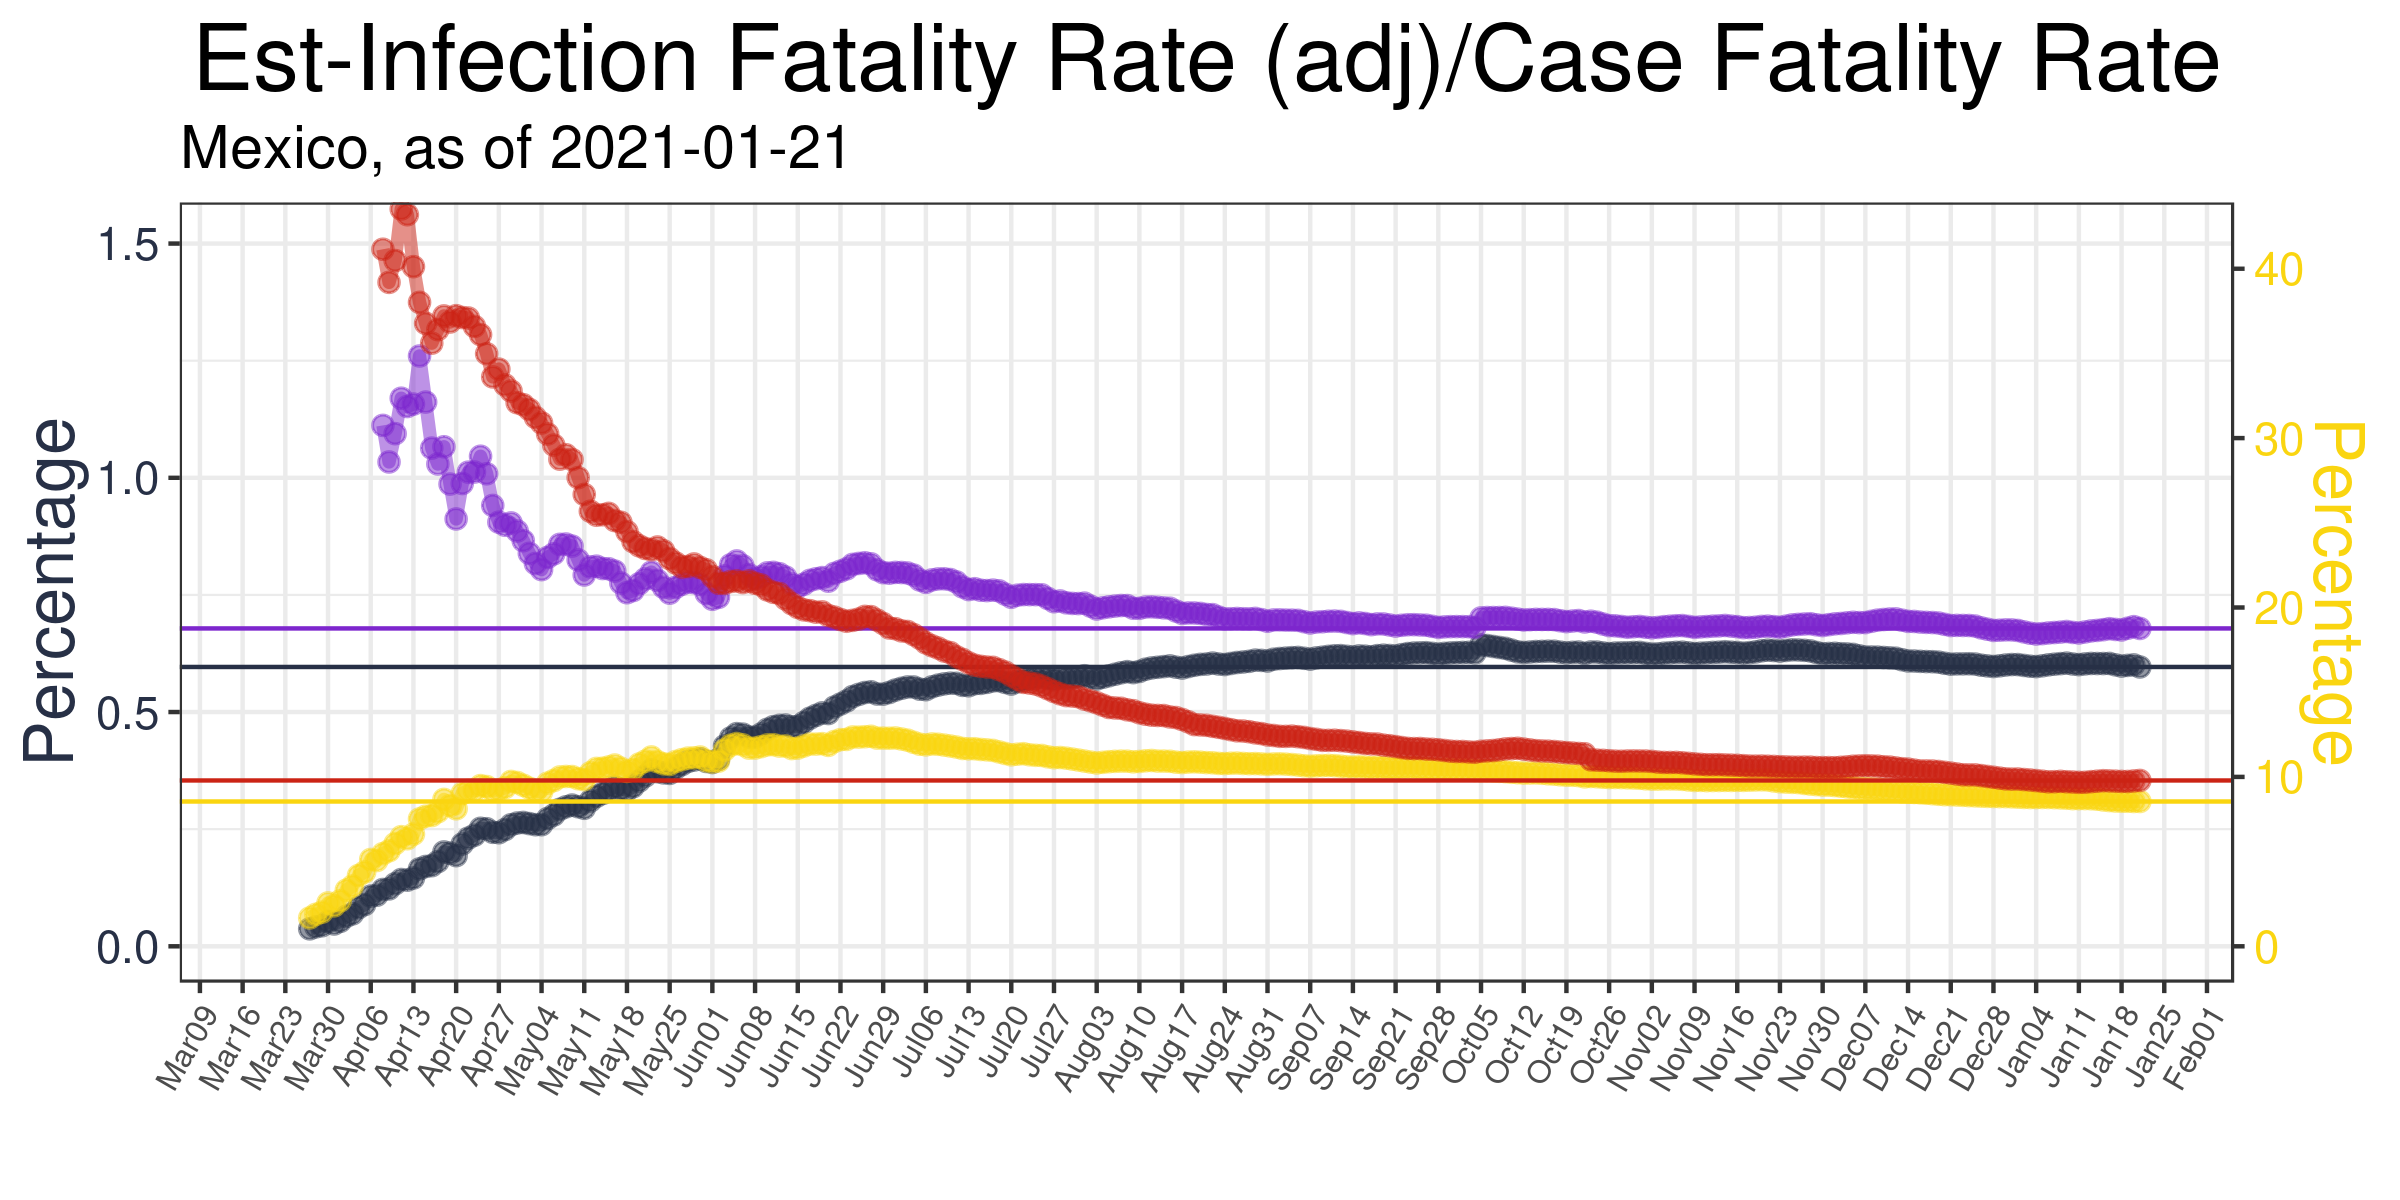 Est-Infection Fatality Rate (adj)/Case Fatality Rate
Mexico, as of 2021-01-21
Percentage
1.5
1.0
0.5
0.0
40
30
20
10
0
Percentage
Mar09
Mar16
Mar23
Mar30
Apr06
Apr13
Apr20
Apr27
May04
May11
May18
May25
Jun01
Jun08
Jun15
Jun22
Jun29
Jul06
Jul13
Jul20
Jul27
Aug03
Aug10
Aug17
Aug24
Aug31
Sep07
Sep14
Sep21
Sep28
Oct05
Oct12
Oct19
Oct26
Nov02
Nov09
Nov16
Nov23
Nov30
Dec07
Dec14
Dec21
Dec28
Jan04
Jan11
Jan18
Jan25
Feb01